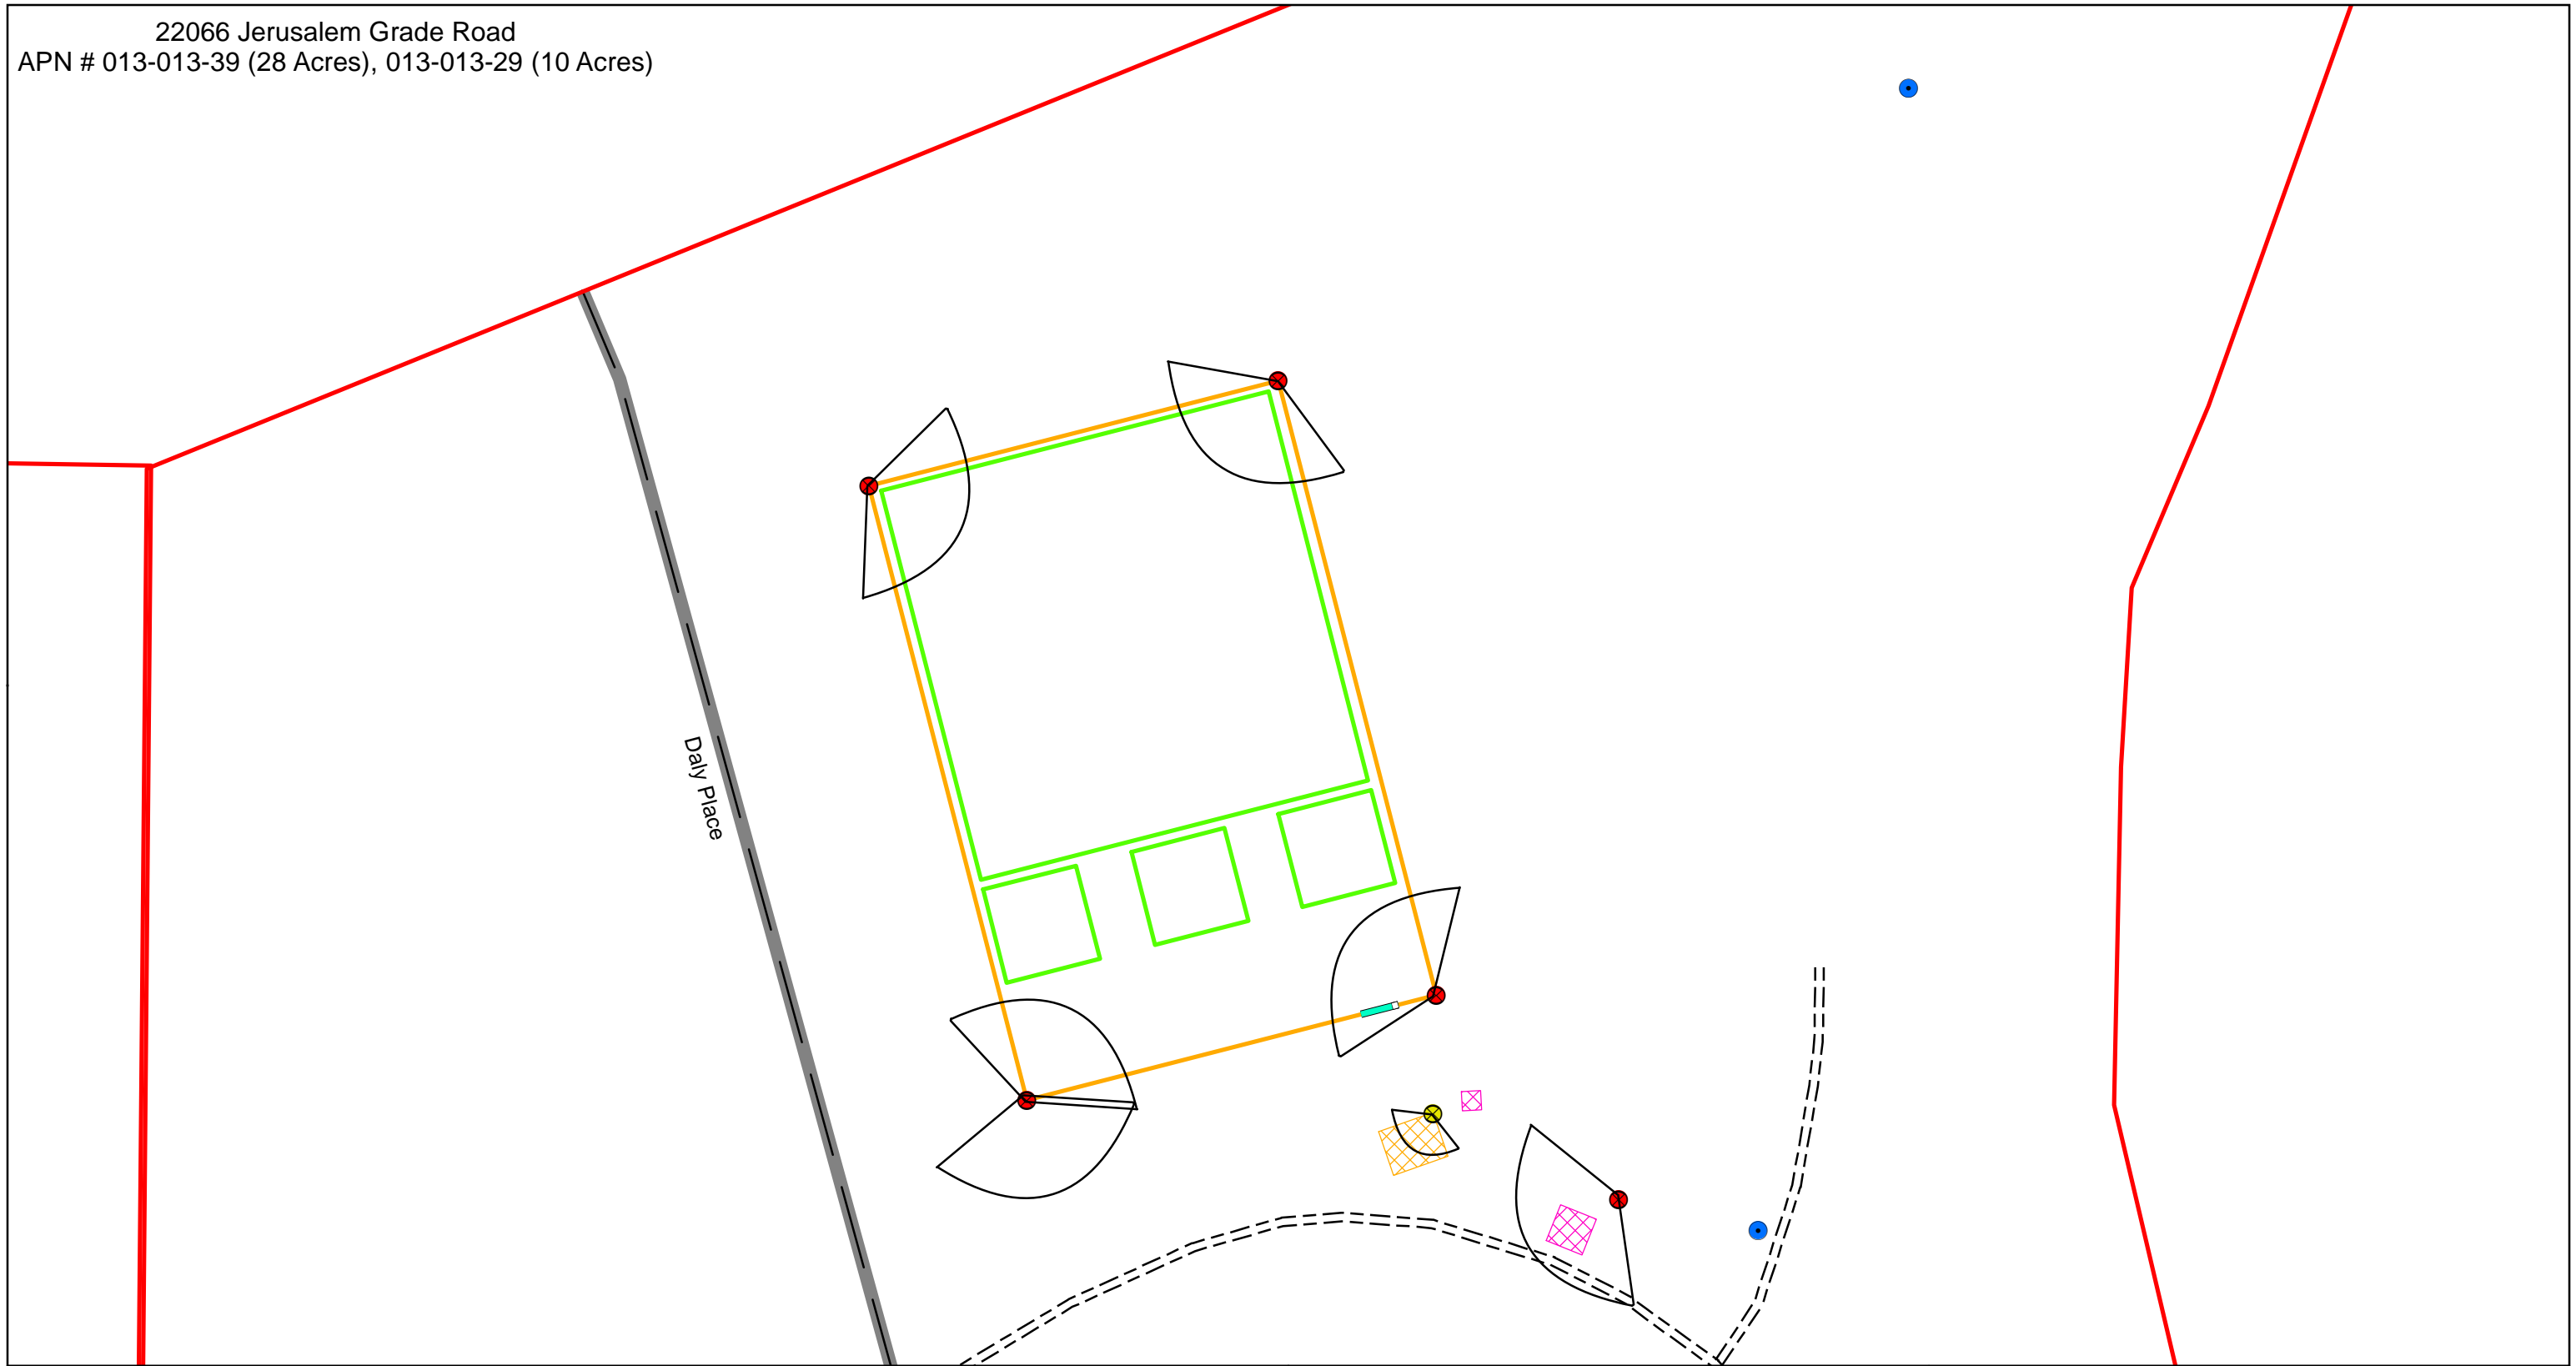 22066 Jerusalem Grade Road
APN # 013-013-39 (28 Acres), 013-013-29 (10 Acres)
Daly Place